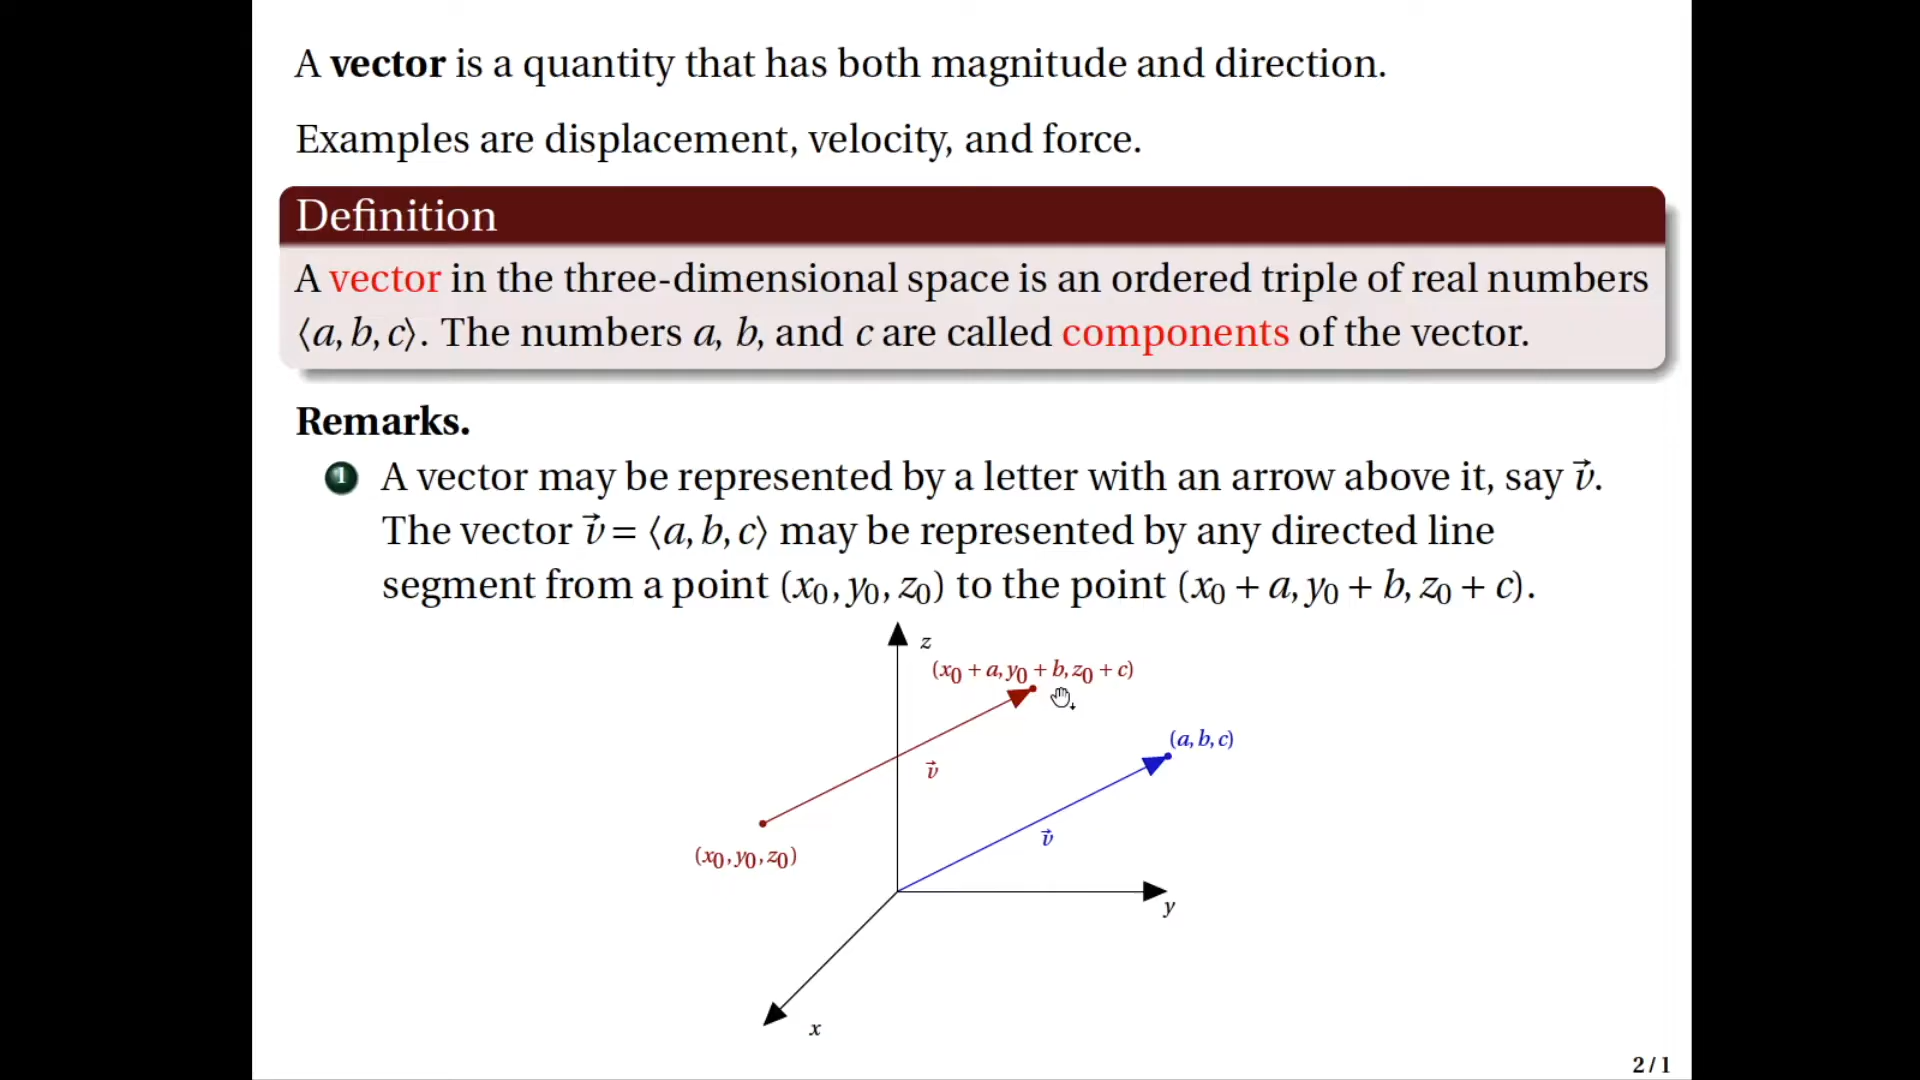 A vector is a quantity that has both magnitude and direction.
Examples are displacement, velocity, and force.
Definition
A vector in the three-dimensional space is an ordered triple of real numbers
⟨a, b, c⟩. The numbers a, b, and c are called components of the vector.
Remarks.
1 A vector may be represented by a letter with an arrow above it, say v⃗.
The vector v⃗ = ⟨a, b, c⟩ may be represented by any directed line
segment from a point (x₀, y₀, z₀) to the point (x₀ + a, y₀ + b, z₀ + c).
z
(x₀ + a, y₀ + b, z₀ + c)
(a, b, c)
v⃗
v⃗
(x₀, y₀, z₀)
y
x
2 / 1